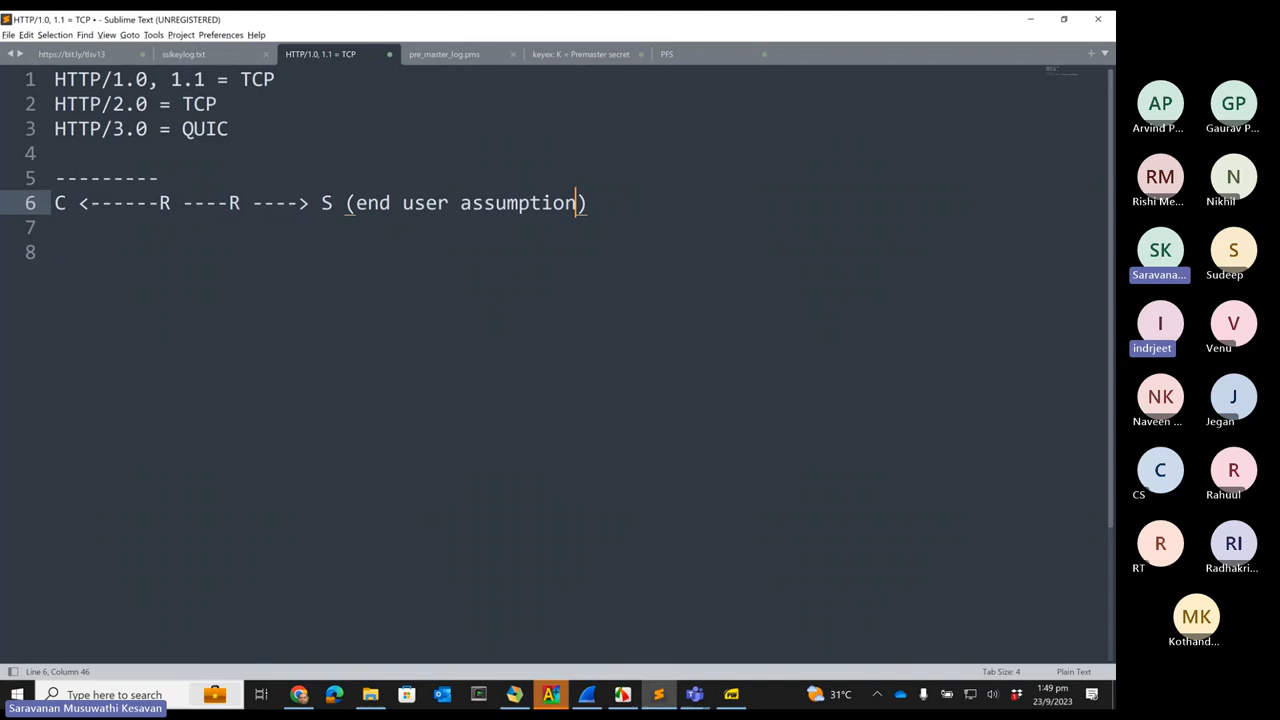 HTTP/1.0, 1.1 = TCP • - Sublime Text (UNREGISTERED)
File Edit Selection Find View Goto Tools Project Preferences Help
https://bit.ly/tlsv13
sslkeylog.txt
HTTP/1.0, 1.1 = TCP
pre_master_log.pms
keyex: K = Premaster secret
PFS
1 HTTP/1.0, 1.1 = TCP
2 HTTP/2.0 = TCP
3 HTTP/3.0 = QUIC
4
5 ---------
6 C <------R ----R ----> S (end user assumption)
7
8
AP GP
Arvind P... Gaurav P...
RM N
Rishi Me... Nikhil
SK S
Saravana... Sudeep
I V
indrjeet Venu
NK J
Naveen ... Jegan
C R
CS Rahuul
R RI
RT Radhakri...
MK
Kothand...
Line 6, Column 46
Tab Size: 4
Plain Text
Type here to search
31°C
1:49 pm
23/9/2023
Saravanan Musuwathi Kesavan